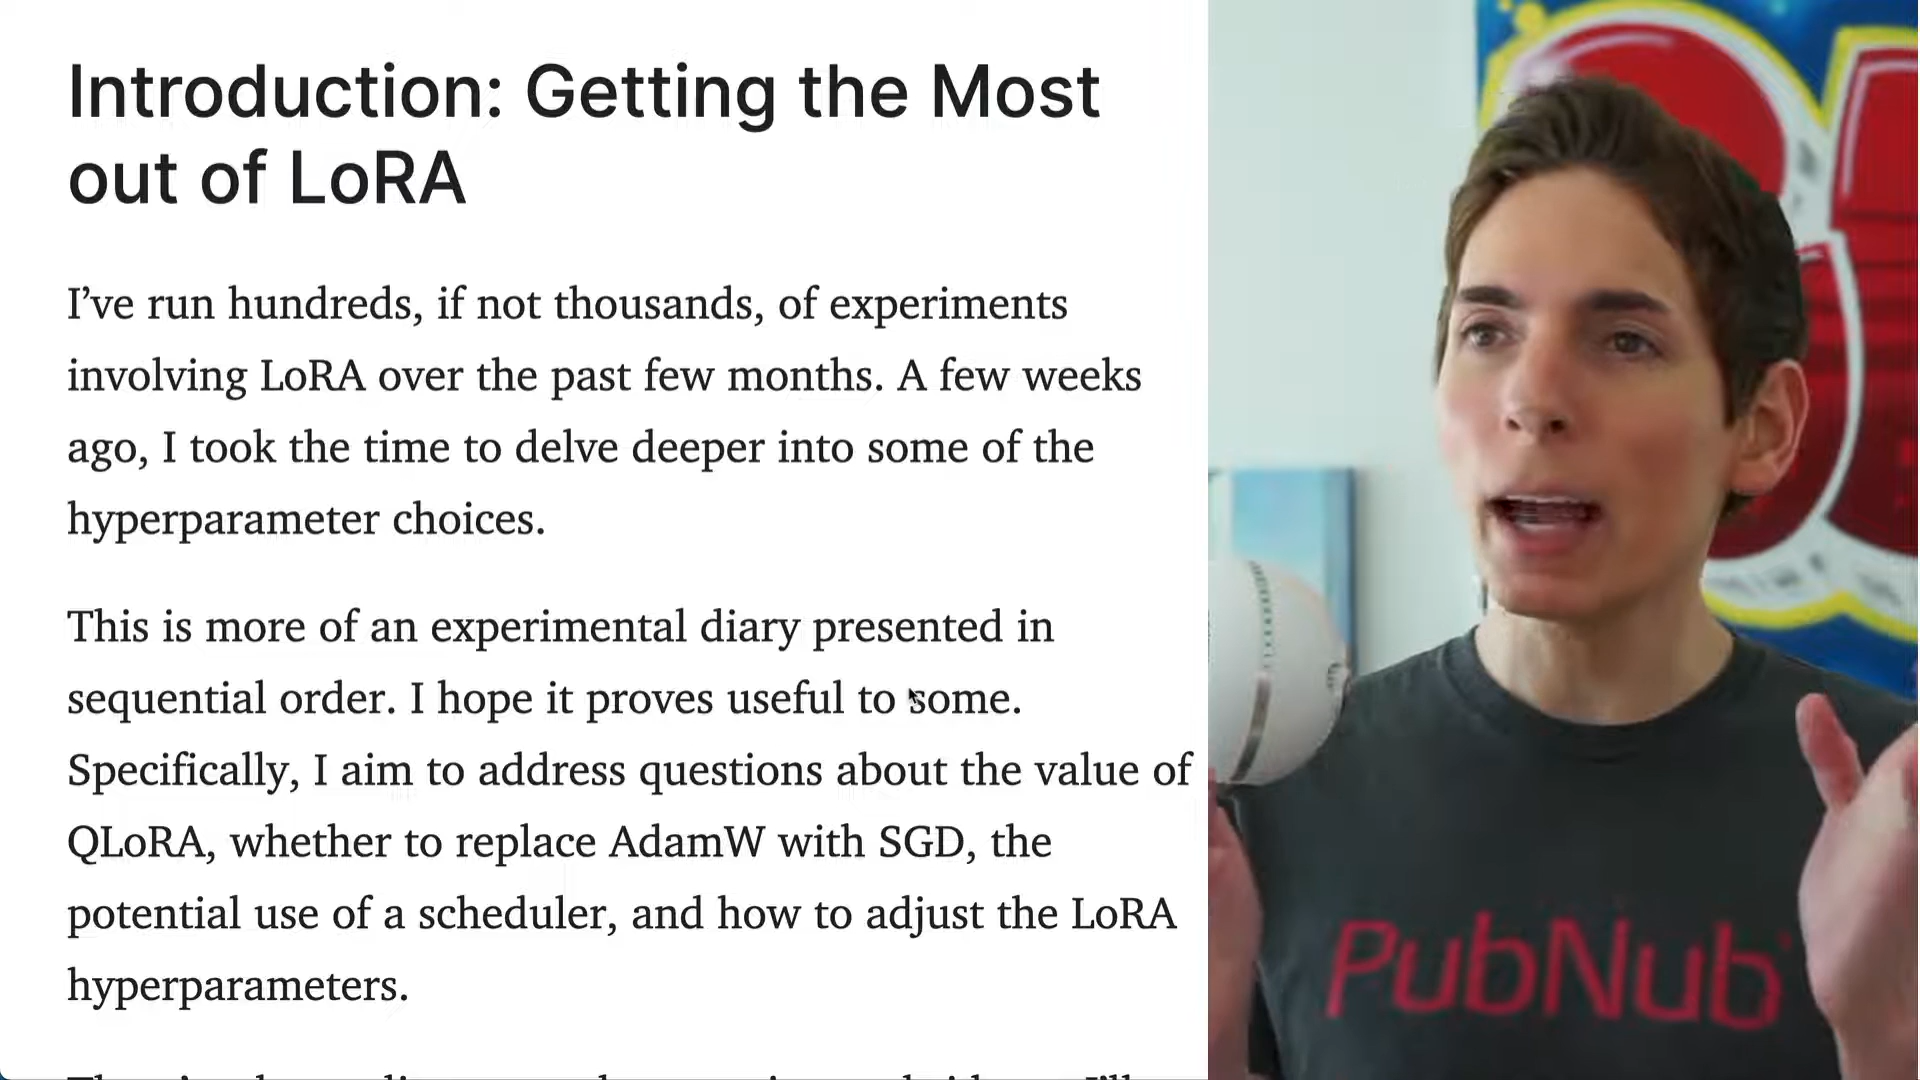 Introduction: Getting the Most
out of LoRA
I’ve run hundreds, if not thousands, of experiments
involving LoRA over the past few months. A few weeks
ago, I took the time to delve deeper into some of the
hyperparameter choices.
This is more of an experimental diary presented in
sequential order. I hope it proves useful to some.
Specifically, I aim to address questions about the value of
QLoRA, whether to replace AdamW with SGD, the
potential use of a scheduler, and how to adjust the LoRA
hyperparameters.
PubNub